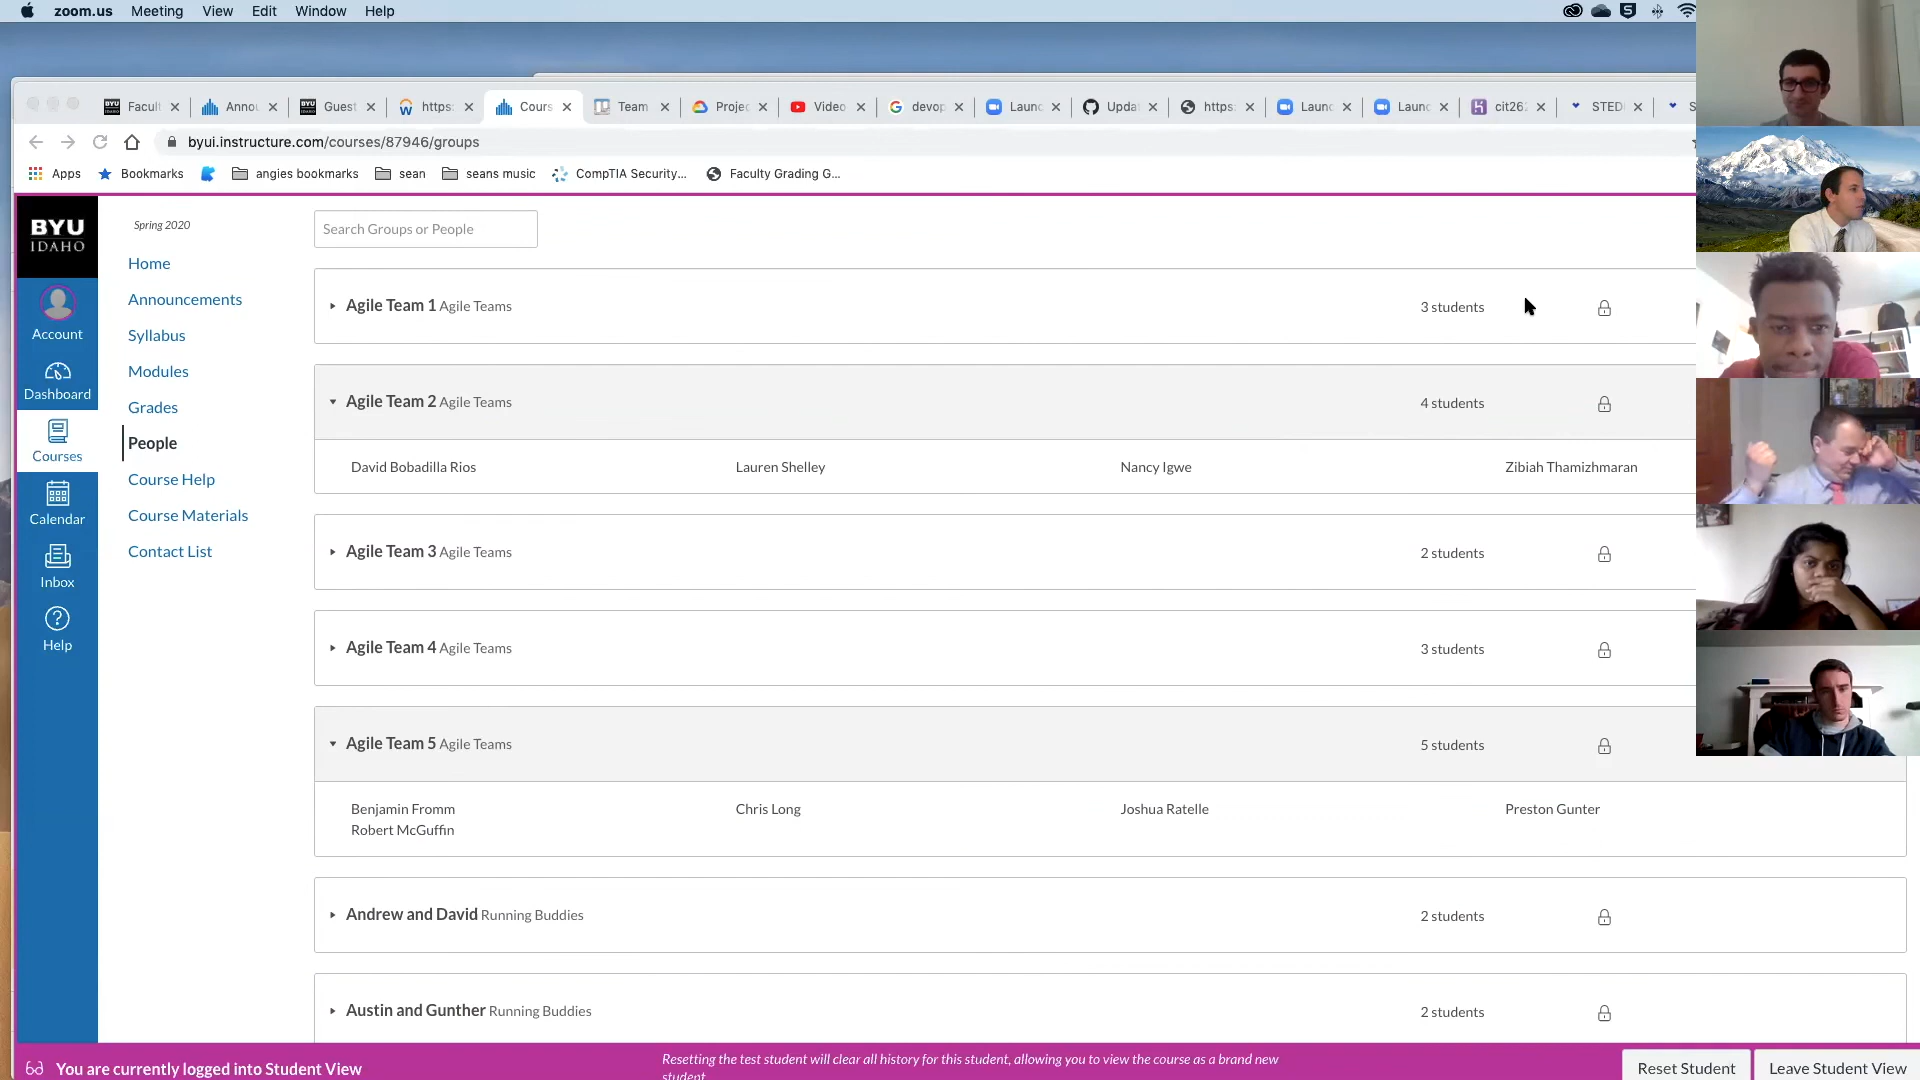 zoom.us Meeting View Edit Window Help
Facult Annou Guest https: Cours Team Projec Video devop Launc Updat https: Launc Launc cit262 STEDI S
byui.instructure.com/courses/87946/groups
Apps Bookmarks angies bookmarks sean seans music CompTIA Security... Faculty Grading G...
BYU
IDAHO
Account
Dashboard
Courses
Calendar
Inbox
Help
Spring 2020
Home
Announcements
Syllabus
Modules
Grades
People
Course Help
Course Materials
Contact List
Search Groups or People
Agile Team 1 Agile Teams 3 students
Agile Team 2 Agile Teams 4 students
David Bobadilla Rios Lauren Shelley Nancy Igwe Zibiah Thamizhmaran
Agile Team 3 Agile Teams 2 students
Agile Team 4 Agile Teams 3 students
Agile Team 5 Agile Teams 5 students
Benjamin Fromm Chris Long Joshua Ratelle Preston Gunter
Robert McGuffin
Andrew and David Running Buddies 2 students
Austin and Gunther Running Buddies 2 students
You are currently logged into Student View
Resetting the test student will clear all history for this student, allowing you to view the course as a brand new
student.
Reset Student Leave Student View